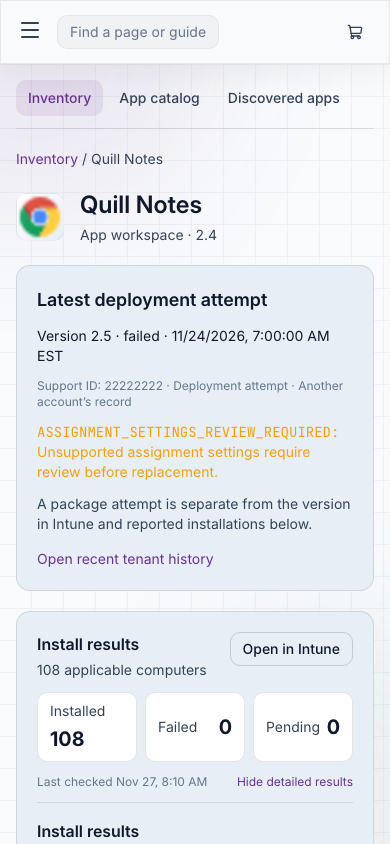 Find a page or guide
Inventory App catalog Discovered apps
Inventory / Quill Notes
Quill Notes
App workspace · 2.4
Latest deployment attempt
Version 2.5 · failed · 11/24/2026, 7:00:00 AM
EST
Support ID: 22222222 · Deployment attempt · Another
account’s record
ASSIGNMENT_SETTINGS_REVIEW_REQUIRED:
Unsupported assignment settings require
review before replacement.
A package attempt is separate from the version
in Intune and reported installations below.
Open recent tenant history
Install results
Open in Intune
108 applicable computers
Installed
108
Failed 0
Pending 0
Last checked Nov 27, 8:10 AM
Hide detailed results
Install results